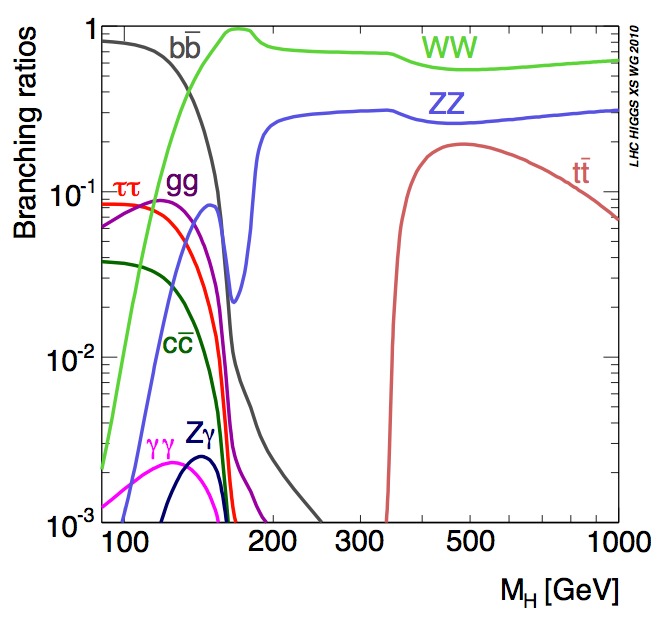 Branching ratios
1
10⁻¹
10⁻²
10⁻³
bb̄
WW
ZZ
tt̄
ττ
gg
cc̄
γγ
Zγ
LHC HIGGS XS WG 2010
100
200
300
500
1000
M_H [GeV]